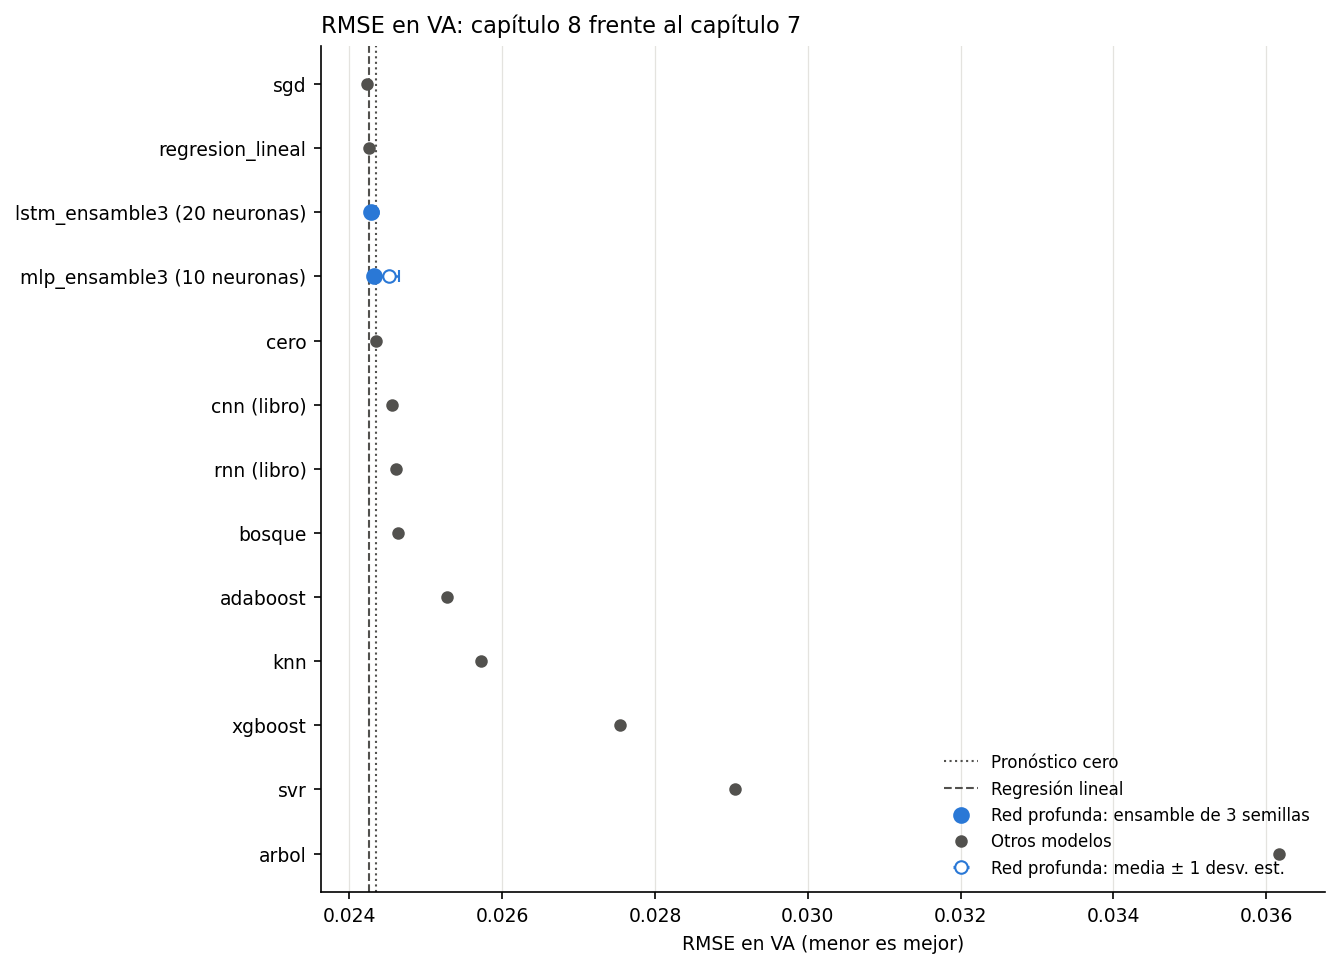 RMSE en VA: capítulo 8 frente al capítulo 7
sgd
regresion_lineal
lstm_ensamble3 (20 neuronas)
mlp_ensamble3 (10 neuronas)
cero
cnn (libro)
rnn (libro)
bosque
adaboost
knn
xgboost
svr
arbol
Pronóstico cero
Regresión lineal
Red profunda: ensamble de 3 semillas
Otros modelos
Red profunda: media ± 1 desv. est.
0.024 0.026 0.028 0.030 0.032 0.034 0.036
RMSE en VA (menor es mejor)